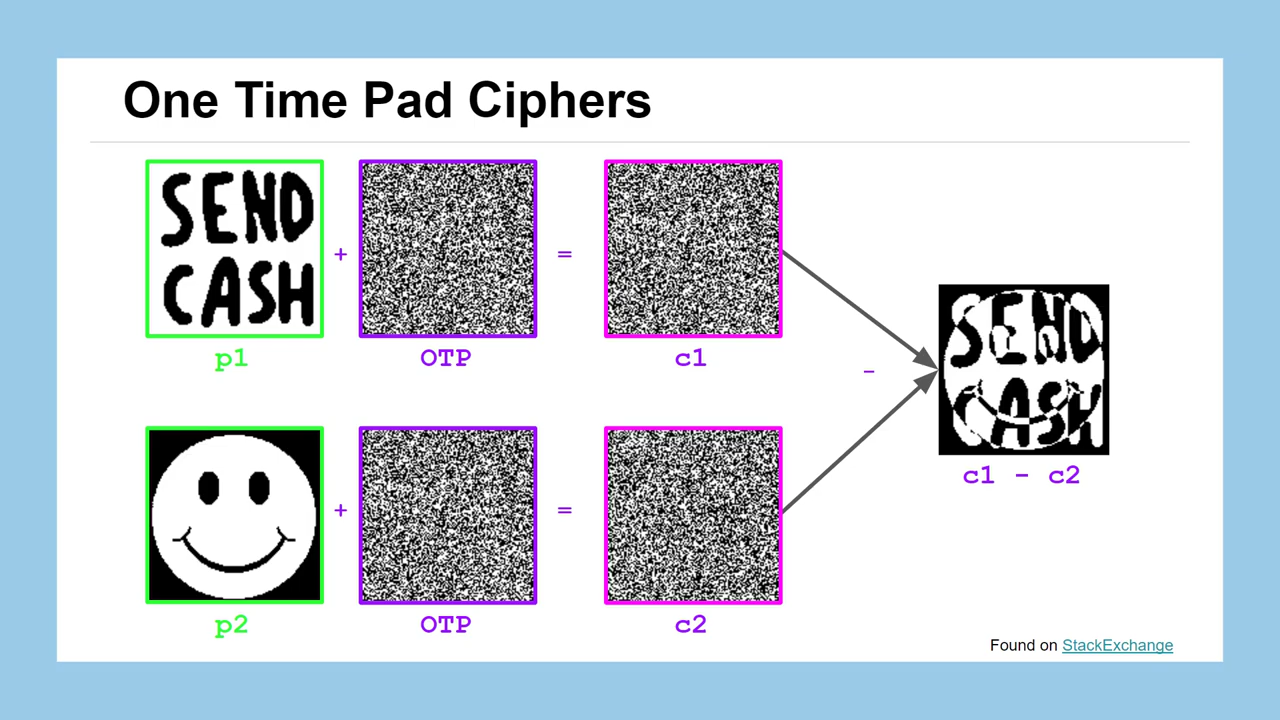 One Time Pad Ciphers
SEND
CASH
+
=
p1
OTP
c1
-
SEND
CASH
c1 - c2
+
=
p2
OTP
c2
Found on StackExchange